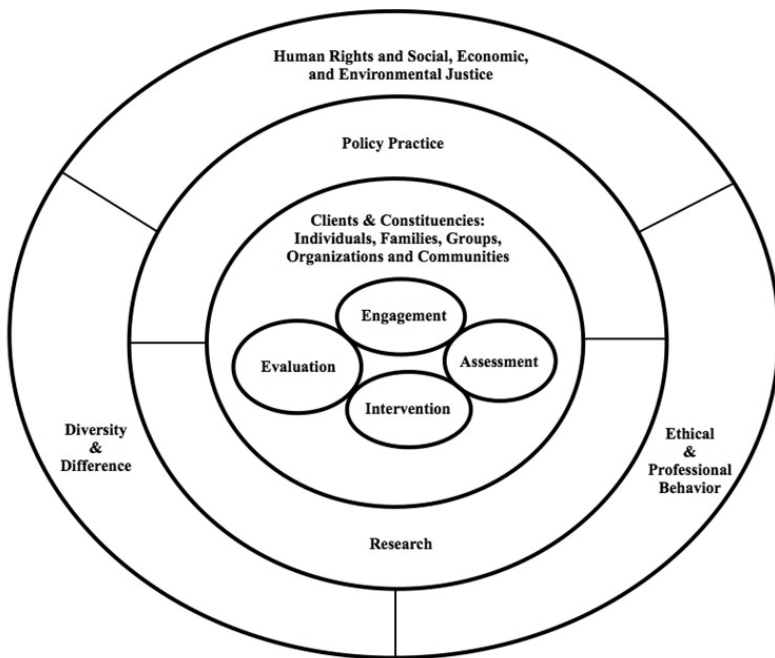 Human Rights and Social, Economic,
and Environmental Justice
Policy Practice
Clients & Constituencies:
Individuals, Families, Groups,
Organizations and Communities
Engagement
Evaluation
Assessment
Intervention
Diversity
&
Difference
Ethical
&
Professional
Behavior
Research